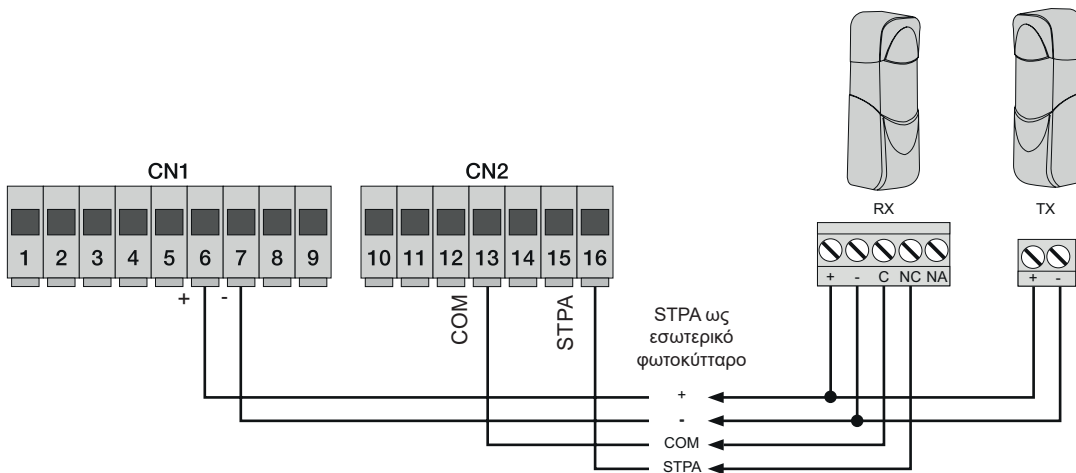 CN1
CN2
1 2 3 4 5 6 7 8 9
10 11 12 13 14 15 16
+ -
COM
STPA
RX
TX
+ - C NC NA
+ -
STPA ως
εσωτερικό
φωτοκύτταρο
+
-
COM
STPA